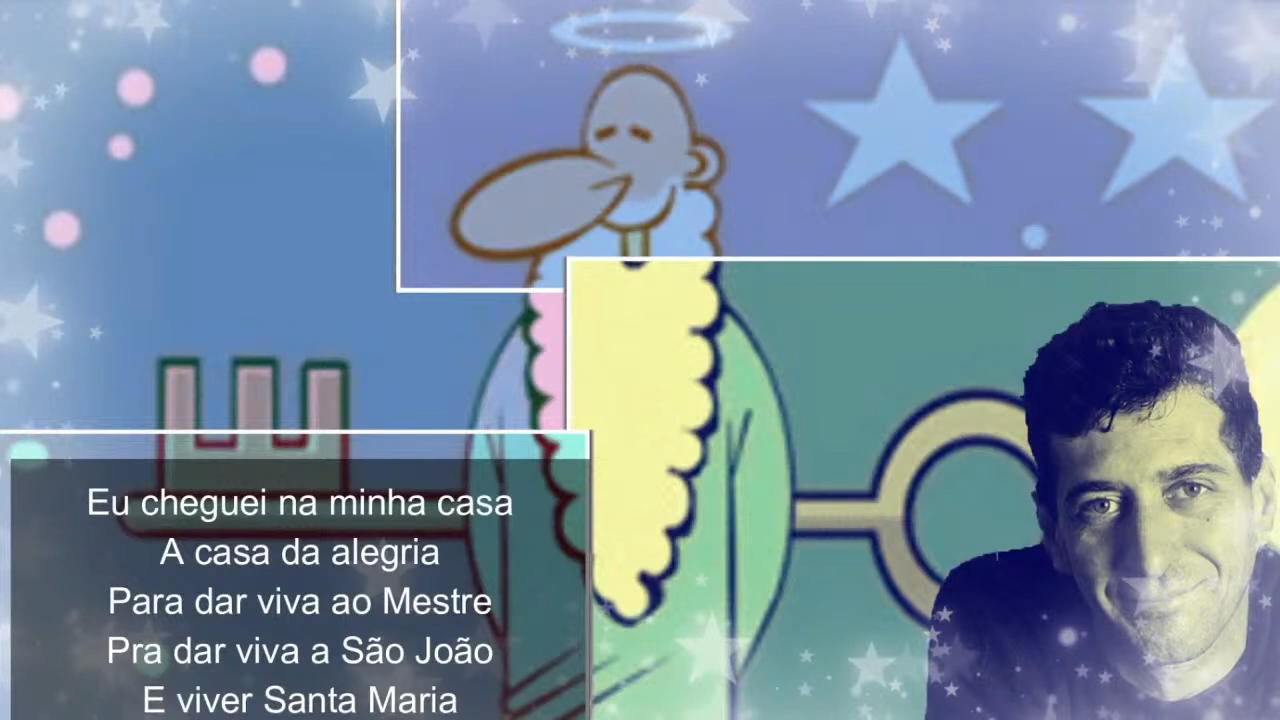 Eu cheguei na minha casa
A casa da alegria
Para dar viva ao Mestre
Pra dar viva a São João
E viver Santa Maria